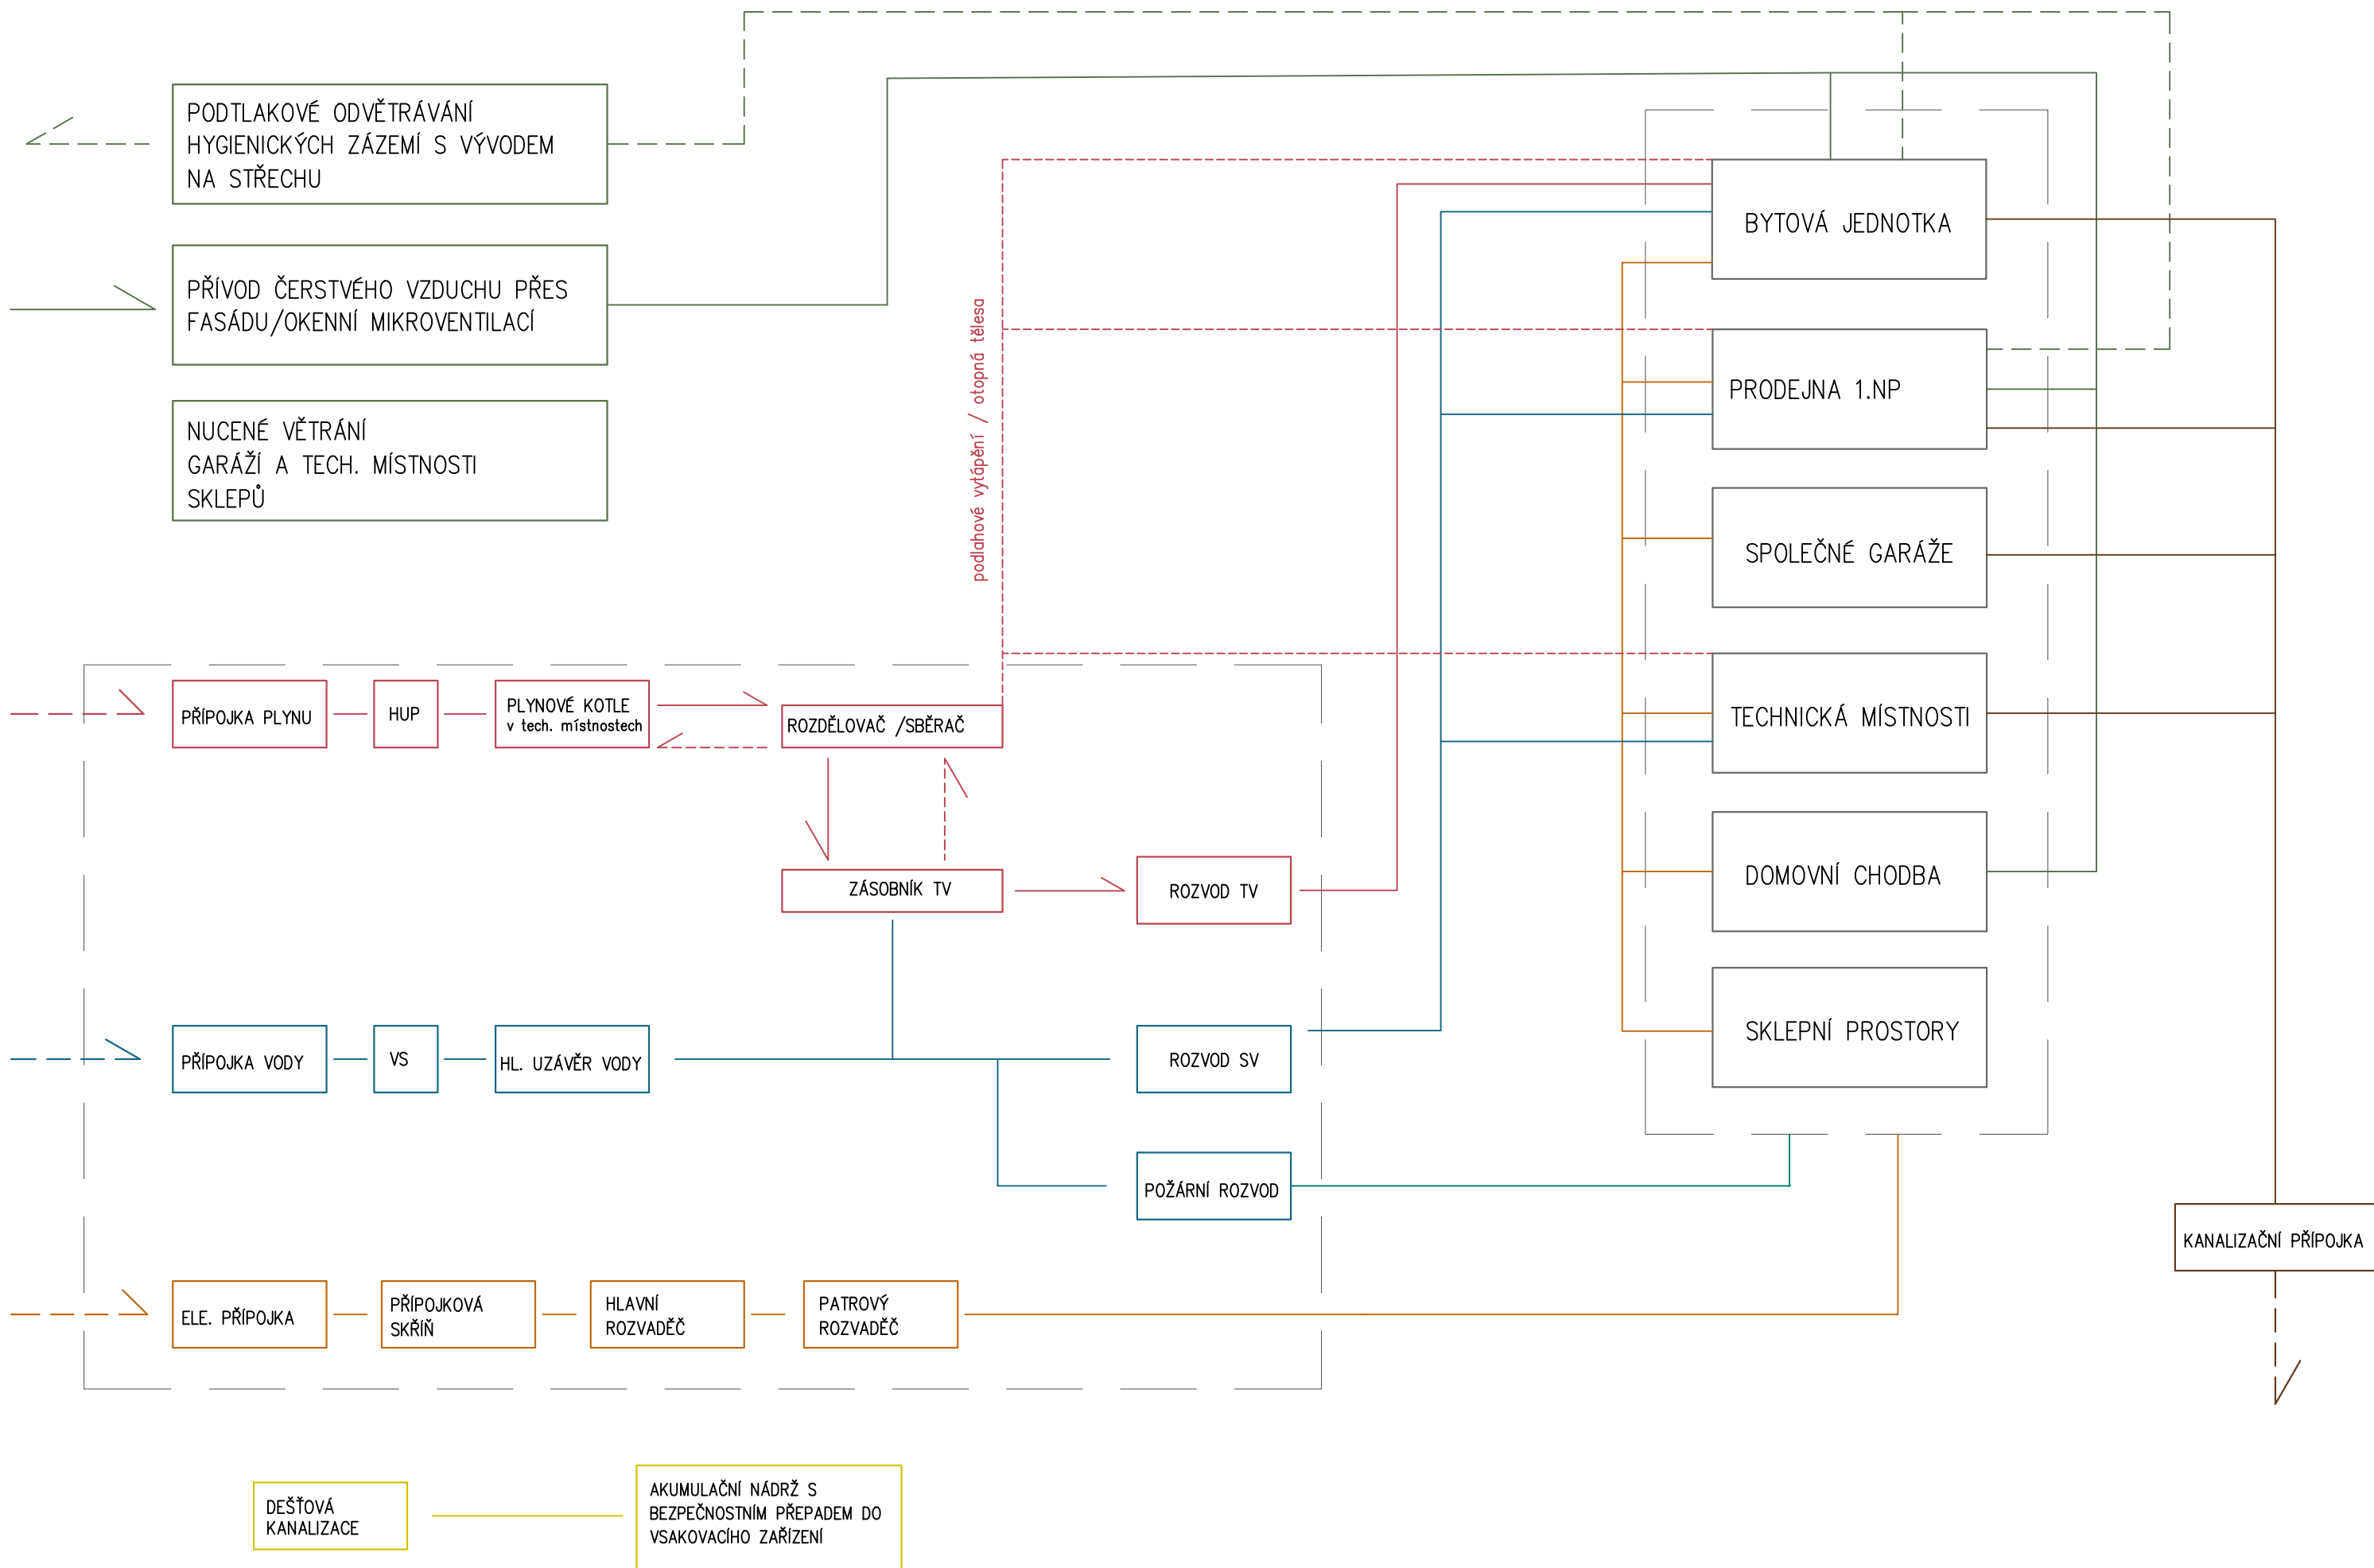 PODTLAKOVÉ ODVĚTRÁVÁNÍ
HYGIENICKÝCH ZÁZEMÍ S VÝVODEM
NA STŘECHU
PŘÍVOD ČERSTVÉHO VZDUCHU PŘES
FASÁDU/OKENNÍ MIKROVENTILACÍ
NUCENÉ VĚTRÁNÍ
GARÁŽÍ A TECH. MÍSTNOSTI
SKLEPŮ
podlahové vytápění / otopná tělesa
BYTOVÁ JEDNOTKA
PRODEJNA 1.NP
SPOLEČNÉ GARÁŽE
TECHNICKÁ MÍSTNOSTI
DOMOVNÍ CHODBA
SKLEPNÍ PROSTORY
PŘÍPOJKA PLYNU
HUP
PLYNOVÉ KOTLE
v tech. místnostech
ROZDĚLOVAČ /SBĚRAČ
ZÁSOBNÍK TV
ROZVOD TV
PŘÍPOJKA VODY
VS
HL. UZÁVĚR VODY
ROZVOD SV
POŽÁRNÍ ROZVOD
KANALIZAČNÍ PŘÍPOJKA
ELE. PŘÍPOJKA
PŘÍPOJKOVÁ
SKŘÍŇ
HLAVNÍ
ROZVADĚČ
PATROVÝ
ROZVADĚČ
DEŠŤOVÁ
KANALIZACE
AKUMULAČNÍ NÁDRŽ S
BEZPEČNOSTNÍM PŘEPADEM DO
VSAKOVACÍHO ZAŘÍZENÍ